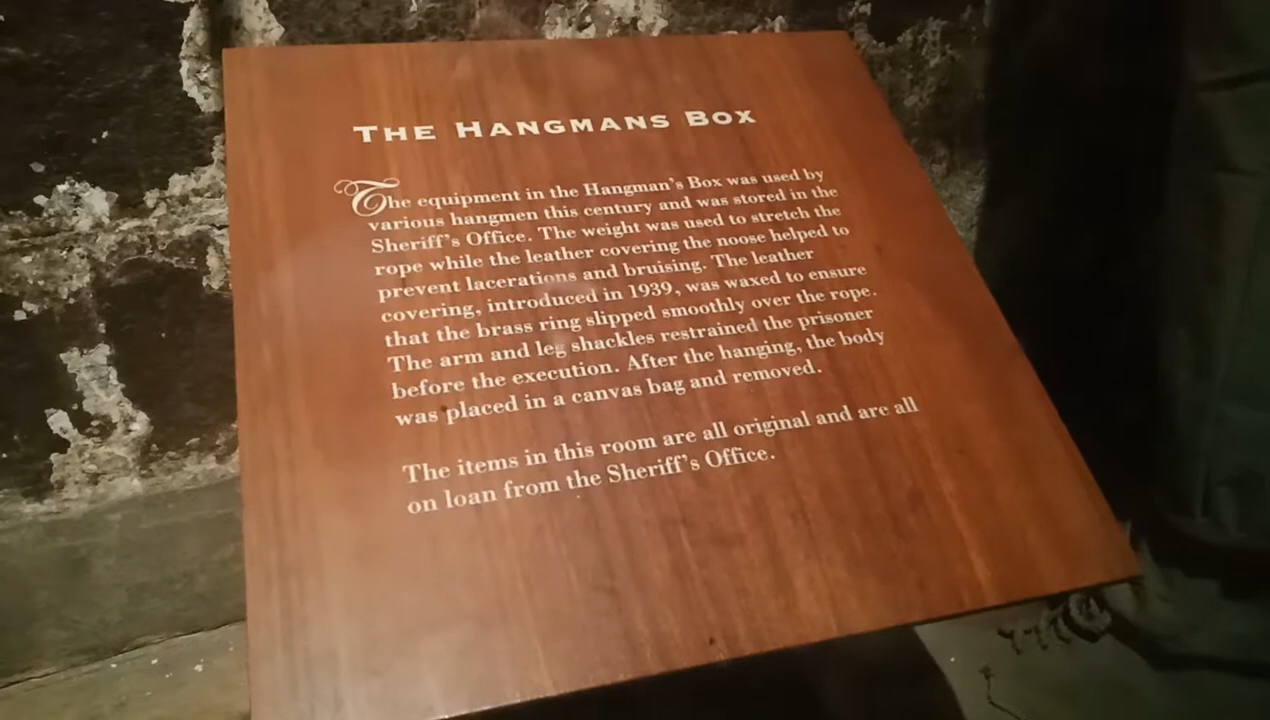 THE HANGMANS BOX
The equipment in the Hangman's Box was used by
various hangmen this century and was stored in the
Sheriff's Office. The weight was used to stretch the
rope while the leather covering the noose helped to
prevent lacerations and bruising. The leather
covering, introduced in 1939, was waxed to ensure
that the brass ring slipped smoothly over the rope.
The arm and leg shackles restrained the prisoner
before the execution. After the hanging, the body
was placed in a canvas bag and removed.
The items in this room are all original and are all
on loan from the Sheriff's Office.